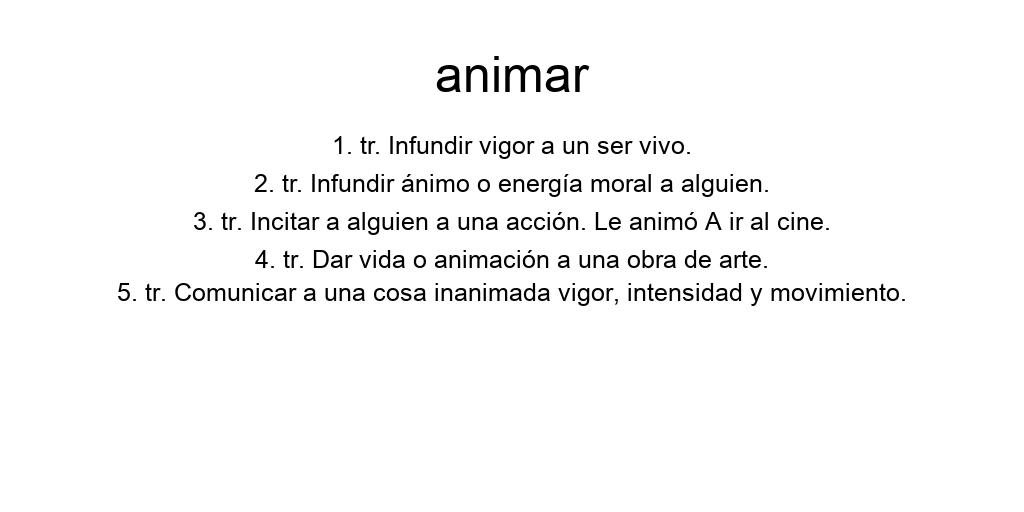 animar
1. tr. Infundir vigor a un ser vivo.
2. tr. Infundir ánimo o energía moral a alguien.
3. tr. Incitar a alguien a una acción. Le animó A ir al cine.
4. tr. Dar vida o animación a una obra de arte.
5. tr. Comunicar a una cosa inanimada vigor, intensidad y movimiento.